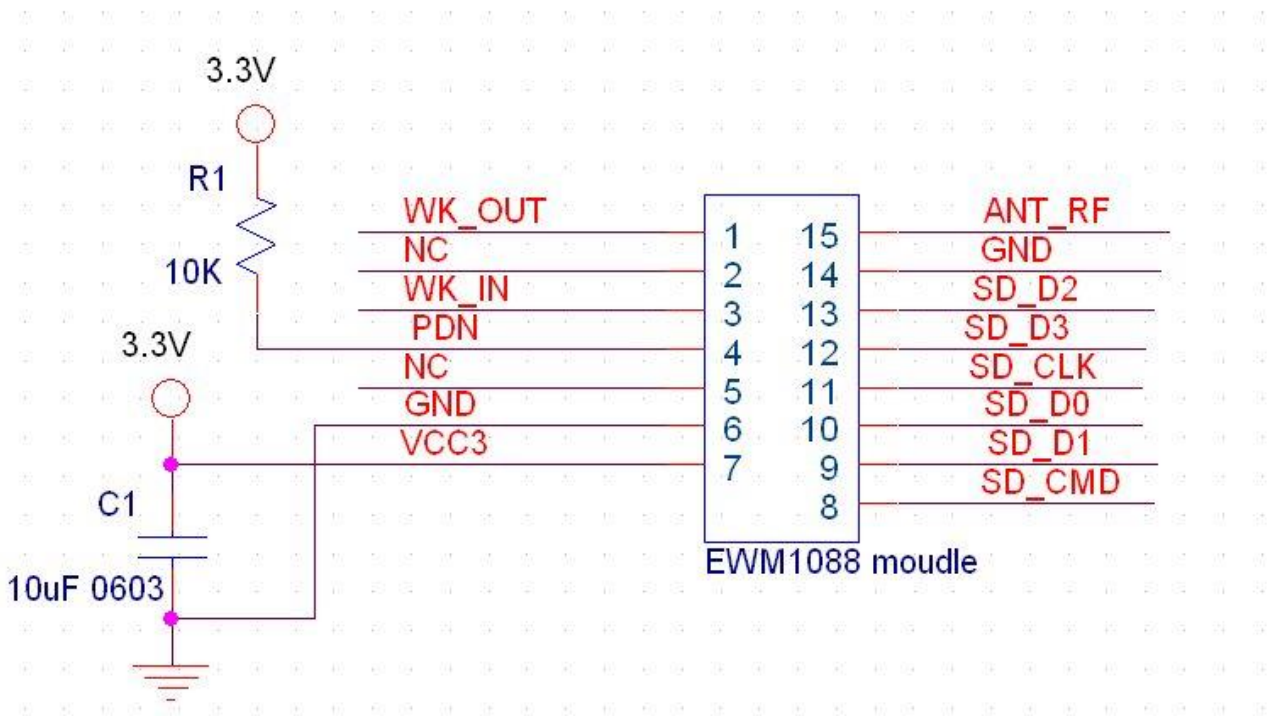 3.3V
R1
10K
3.3V
C1
10uF 0603
WK_OUT
NC
WK_IN
PDN
NC
GND
VCC3
1
2
3
4
5
6
7
15
14
13
12
11
10
9
8
ANT_RF
GND
SD_D2
SD_D3
SD_CLK
SD_D0
SD_D1
SD_CMD
EWM1088 moudle